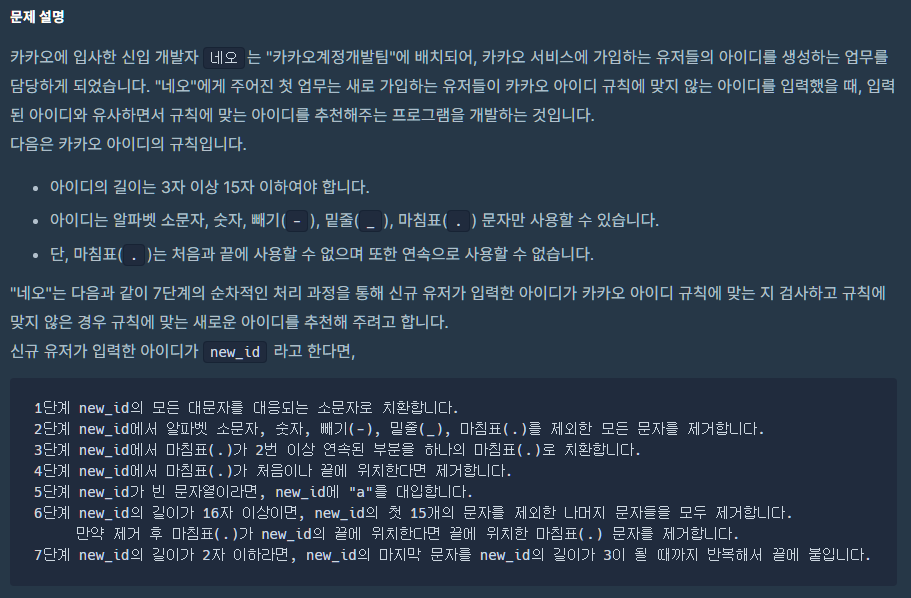 문제 설명
카카오에 입사한 신입 개발자 네오 는 "카카오계정개발팀"에 배치되어, 카카오 서비스에 가입하는 유저들의 아이디를 생성하는 업무를
담당하게 되었습니다. "네오"에게 주어진 첫 업무는 새로 가입하는 유저들이 카카오 아이디 규칙에 맞지 않는 아이디를 입력했을 때, 입력
된 아이디와 유사하면서 규칙에 맞는 아이디를 추천해주는 프로그램을 개발하는 것입니다.
다음은 카카오 아이디의 규칙입니다.
• 아이디의 길이는 3자 이상 15자 이하여야 합니다.
• 아이디는 알파벳 소문자, 숫자, 빼기( - ), 밑줄( _ ), 마침표( . ) 문자만 사용할 수 있습니다.
• 단, 마침표( . )는 처음과 끝에 사용할 수 없으며 또한 연속으로 사용할 수 없습니다.
"네오"는 다음과 같이 7단계의 순차적인 처리 과정을 통해 신규 유저가 입력한 아이디가 카카오 아이디 규칙에 맞는 지 검사하고 규칙에
맞지 않은 경우 규칙에 맞는 새로운 아이디를 추천해 주려고 합니다.
신규 유저가 입력한 아이디가 new_id 라고 한다면,
1단계 new_id의 모든 대문자를 대응되는 소문자로 치환합니다.
2단계 new_id에서 알파벳 소문자, 숫자, 빼기(-), 밑줄(_), 마침표(.)를 제외한 모든 문자를 제거합니다.
3단계 new_id에서 마침표(.)가 2번 이상 연속된 부분을 하나의 마침표(.)로 치환합니다.
4단계 new_id에서 마침표(.)가 처음이나 끝에 위치한다면 제거합니다.
5단계 new_id가 빈 문자열이라면, new_id에 "a"를 대입합니다.
6단계 new_id의 길이가 16자 이상이면, new_id의 첫 15개의 문자를 제외한 나머지 문자들을 모두 제거합니다.
만약 제거 후 마침표(.)가 new_id의 끝에 위치한다면 끝에 위치한 마침표(.) 문자를 제거합니다.
7단계 new_id의 길이가 2자 이하라면, new_id의 마지막 문자를 new_id의 길이가 3이 될 때까지 반복해서 끝에 붙입니다.